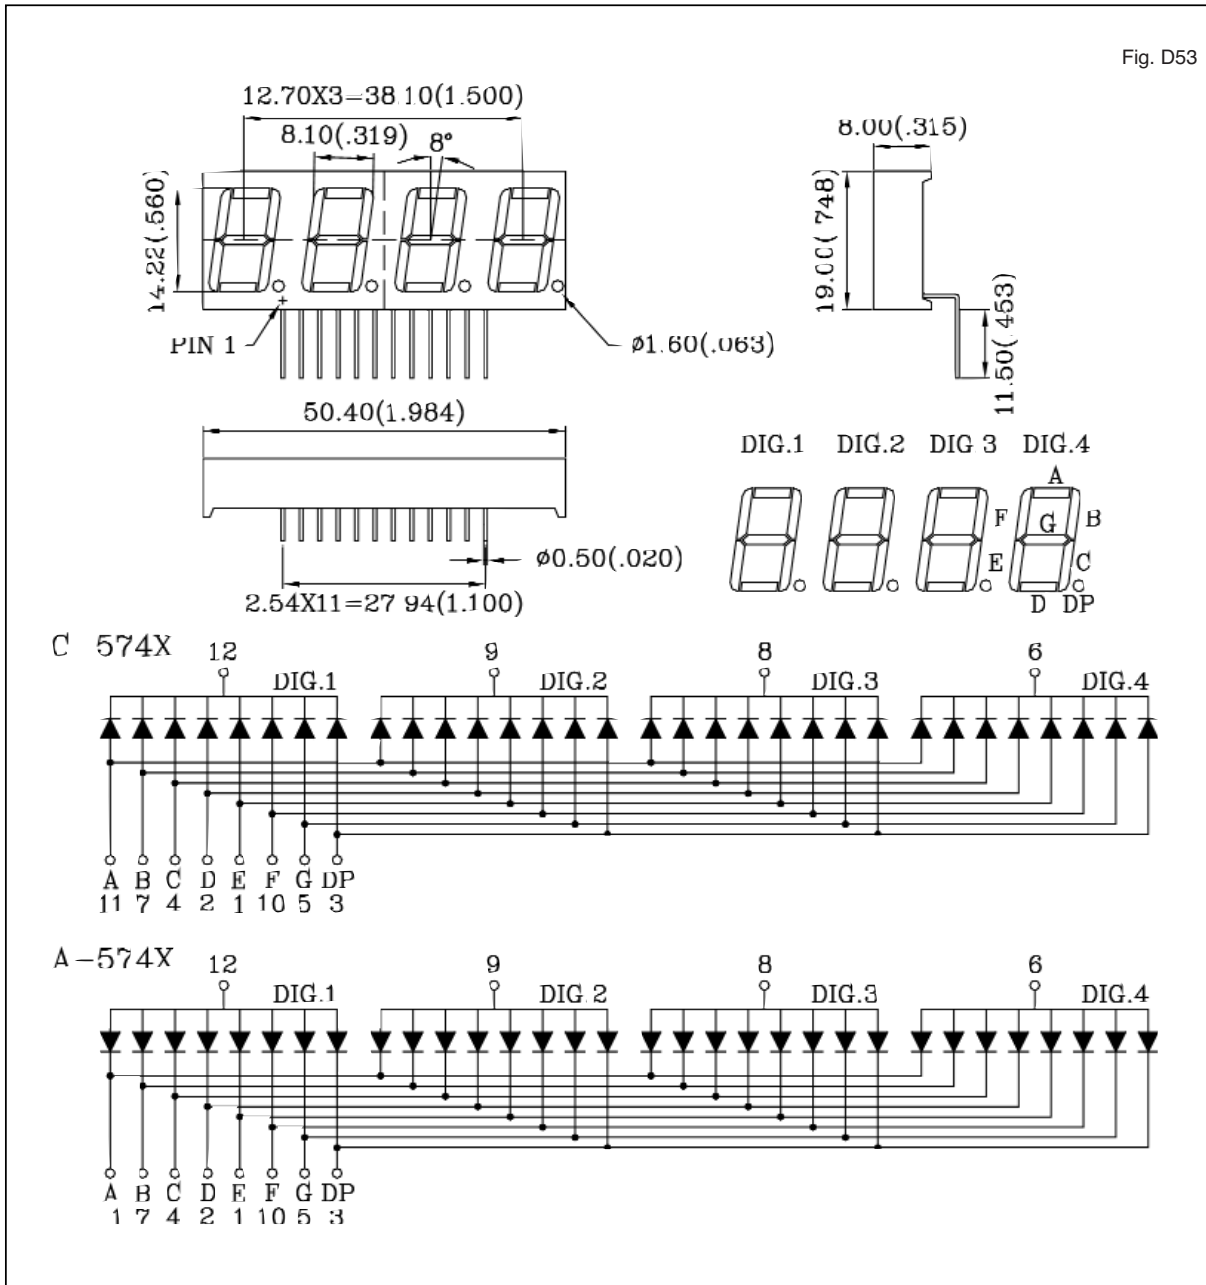 Fig. D53
12.70X3=38.10(1.500)
8.10(.319)
8°
8.00(.315)
14.22(.560)
19.00( 748)
11.50(.453)
PIN 1
ø1.60(.063)
50.40(1.984)
DIG.1 DIG.2 DIG 3 DIG.4
A
F G B
E C
D DP
ø0.50(.020)
2.54X11=27 94(1.100)
C 574X
12 9 8 6
DIG.1 DIG.2 DIG.3 DIG.4
A B C D E F G DP
11 7 4 2 1 10 5 3
A-574X
12 9 8 6
DIG.1 DIG.2 DIG.3 DIG.4
A B C D E F G DP
1 7 4 2 1 10 5 3